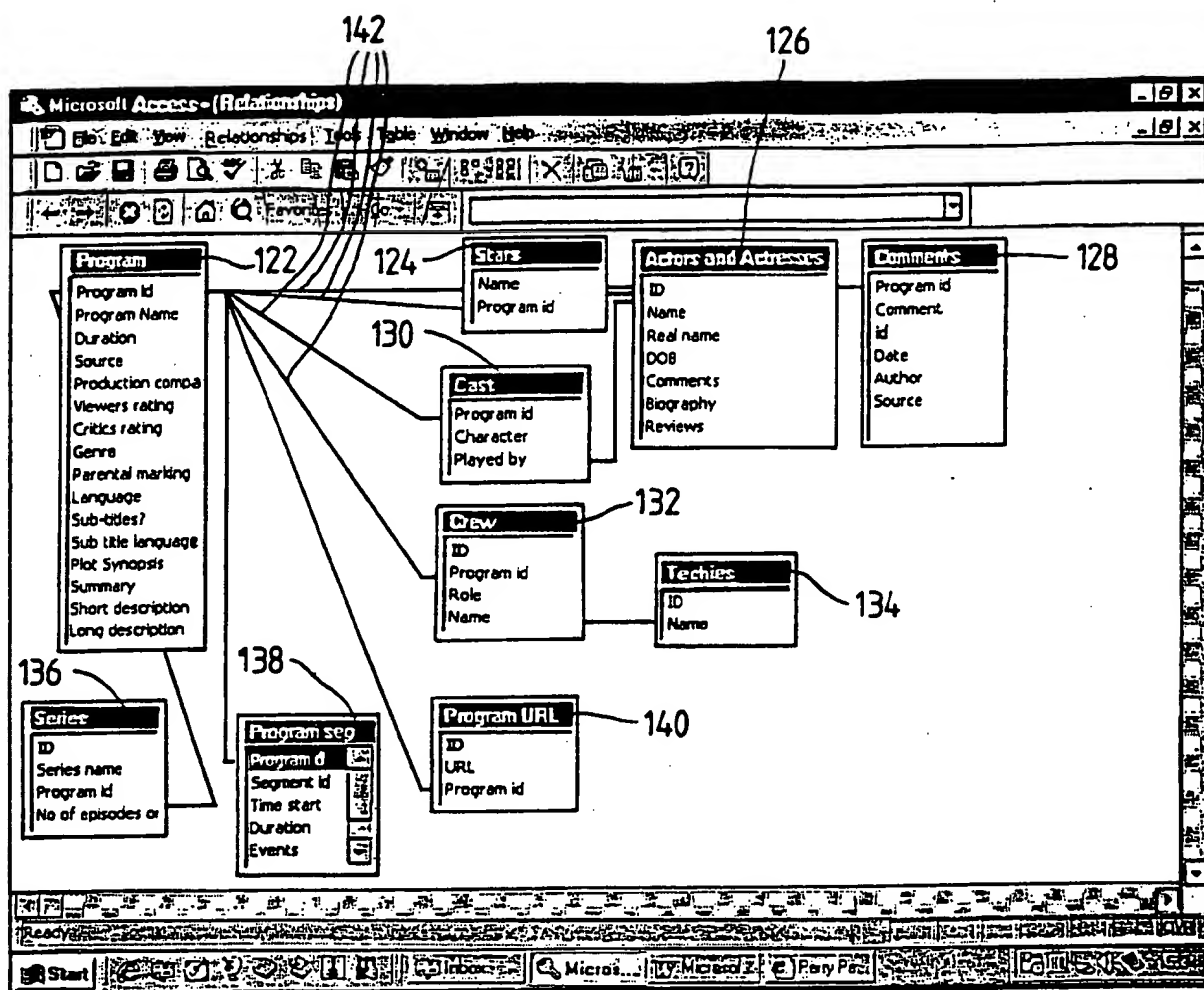 142
126
Microsoft Access - (Relationships)
File Edit View Relationships Tools Table Window Help
Favorites Go
Program
Program Id
Program Name
Duration
Source
Production compa
Viewers rating
Critics rating
Genre
Parental marking
Language
Sub-titles?
Sub title language
Plot Synopsis
Summary
Short description
Long description
122
124
Stars
Name
Program id
Actors and Actresses
ID
Name
Real name
DOB
Comments
Biography
Reviews
Comments
Program id
Comment
id
Date
Author
Source
128
130
Cast
Program id
Character
Played by
Crew
ID
Program id
Role
Name
132
Techies
ID
Name
134
136
Series
ID
Series name
Program id
No of episodes or
138
Program seg
Program d
Segment id
Time start
Duration
Events
Program URL
ID
URL
Program id
140
Ready
Start
Inbox
Micros...
Microsof